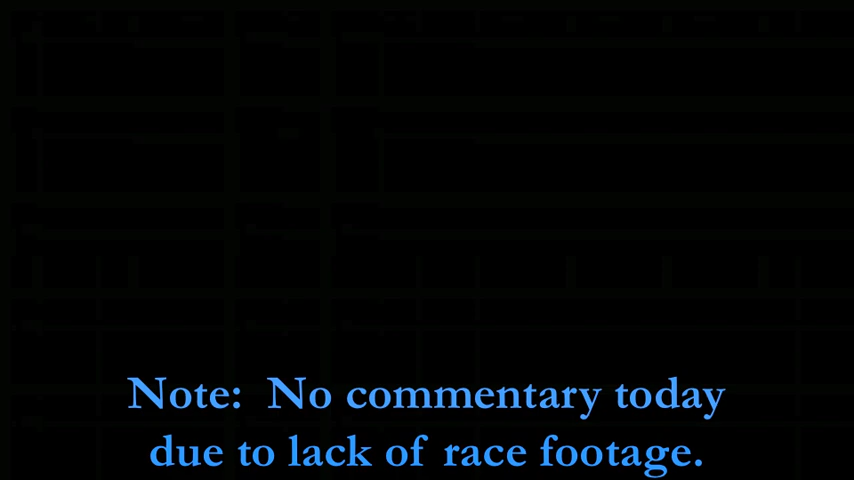 Note:  No commentary today
due to lack of race footage.